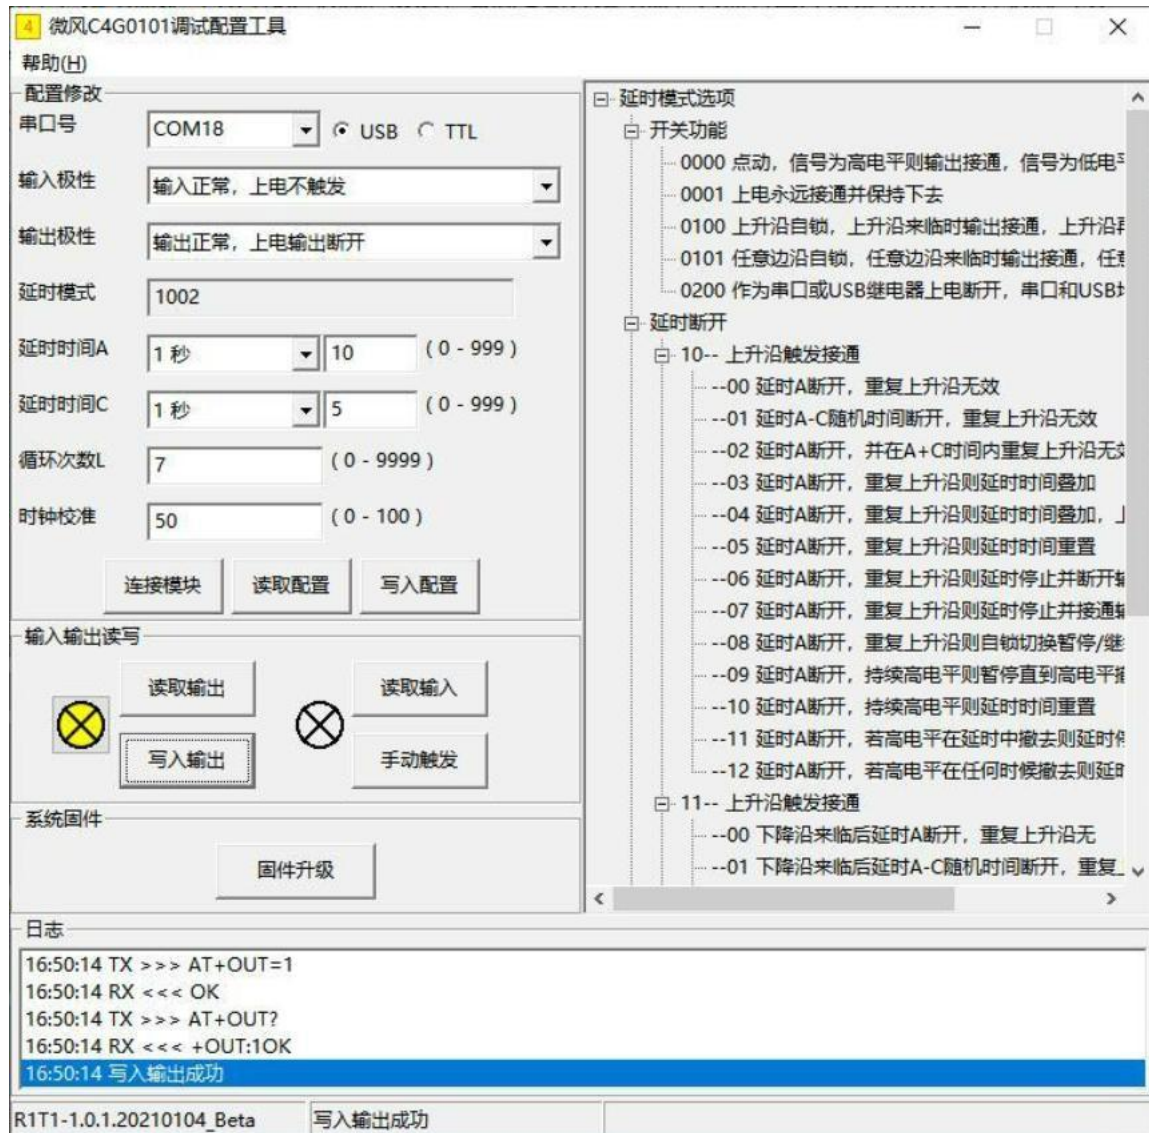 微风C4G0101调试配置工具
帮助(H)
配置修改
串口号 COM18 USB TTL
输入极性 输入正常，上电不触发
输出极性 输出正常，上电输出断开
延时模式 1002
延时时间A 1 秒 10 ( 0 - 999 )
延时时间C 1 秒 5 ( 0 - 999 )
循环次数L 7 ( 0 - 9999 )
时钟校准 50 ( 0 - 100 )
连接模块 读取配置 写入配置
输入输出读写
读取输出 读取输入
写入输出 手动触发
系统固件
固件升级
延时模式选项
开关功能
0000 点动，信号为高电平则输出接通，信号为低电平
0001 上电永远接通并保持下去
0100 上升沿自锁，上升沿来临时输出接通，上升沿再
0101 任意边沿自锁，任意边沿来临时输出接通，任意
0200 作为串口或USB继电器上电断开，串口和USB
延时断开
10-- 上升沿触发接通
--00 延时A断开，重复上升沿无效
--01 延时A-C随机时间断开，重复上升沿无效
--02 延时A断开，并在A+C时间内重复上升沿无效
--03 延时A断开，重复上升沿则延时时间叠加
--04 延时A断开，重复上升沿则延时时间叠加，
--05 延时A断开，重复上升沿则延时时间重置
--06 延时A断开，重复上升沿则延时停止并断开输
--07 延时A断开，重复上升沿则延时停止并接通输
--08 延时A断开，重复上升沿则自锁切换暂停/继
--09 延时A断开，持续高电平则暂停直到高电平撤
--10 延时A断开，持续高电平则延时时间重置
--11 延时A断开，若高电平在延时中撤去则延时停
--12 延时A断开，若高电平在任何时候撤去则延时
11-- 上升沿触发接通
--00 下降沿来临后延时A断开，重复上升沿无
--01 下降沿来临后延时A-C随机时间断开，重复
日志
16:50:14 TX >>> AT+OUT=1
16:50:14 RX <<< OK
16:50:14 TX >>> AT+OUT?
16:50:14 RX <<< +OUT:1OK
16:50:14 写入输出成功
R1T1-1.0.1.20210104_Beta 写入输出成功